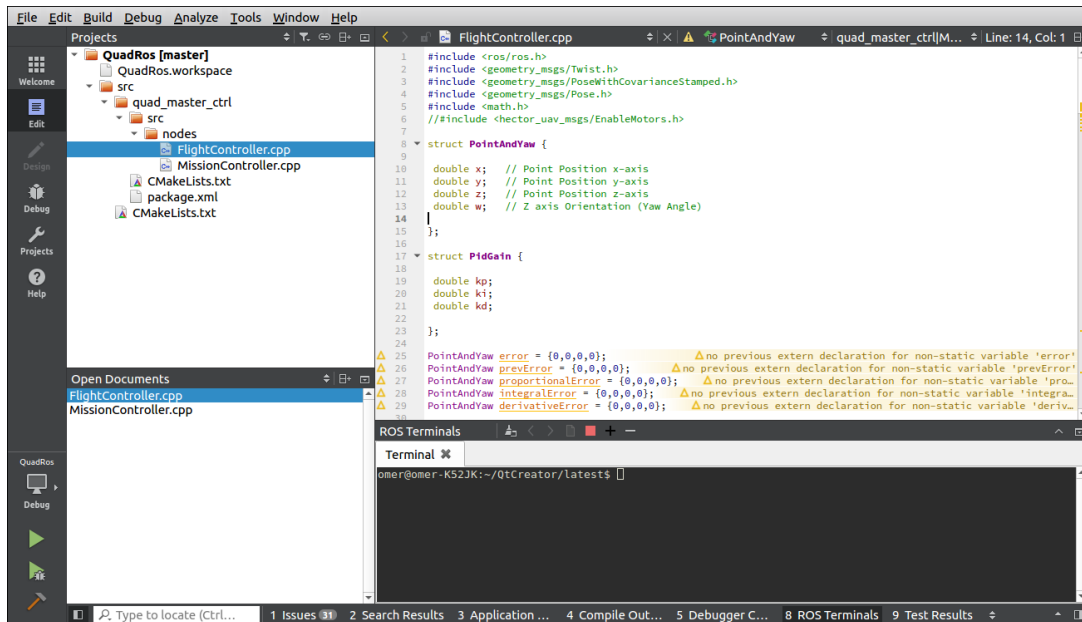 File Edit Build Debug Analyze Tools Window Help
Projects
FlightController.cpp
PointAndYaw
quad_master_ctrl|M...
Line: 14, Col: 1
Welcome
Edit
Design
Debug
Projects
Help
QuadRos [master]
QuadRos.workspace
src
quad_master_ctrl
src
nodes
FlightController.cpp
MissionController.cpp
CMakeLists.txt
package.xml
CMakeLists.txt
1 #include <ros/ros.h>
2 #include <geometry_msgs/Twist.h>
3 #include <geometry_msgs/PoseWithCovarianceStamped.h>
4 #include <geometry_msgs/Pose.h>
5 #include <math.h>
6 //#include <hector_uav_msgs/EnableMotors.h>
7
8 struct PointAndYaw {
9
10 double x; // Point Position x-axis
11 double y; // Point Position y-axis
12 double z; // Point Position z-axis
13 double w; // Z axis Orientation (Yaw Angle)
14
15 };
16
17 struct PidGain {
18
19 double kp;
20 double ki;
21 double kd;
22
23 };
24
25 PointAndYaw error = {0,0,0,0}; no previous extern declaration for non-static variable 'error'
26 PointAndYaw prevError = {0,0,0,0}; no previous extern declaration for non-static variable 'prevError'
27 PointAndYaw proportionalError = {0,0,0,0}; no previous extern declaration for non-static variable 'pro...
28 PointAndYaw integralError = {0,0,0,0}; no previous extern declaration for non-static variable 'integra...
29 PointAndYaw derivativeError = {0,0,0,0}; no previous extern declaration for non-static variable 'deriv...
30
Open Documents
FlightController.cpp
MissionController.cpp
ROS Terminals
Terminal
omer@omer-K52JK:~/QtCreator/latest$
QuadRos
Debug
Type to locate (Ctrl...
1 Issues 31
2 Search Results
3 Application ...
4 Compile Out...
5 Debugger C...
8 ROS Terminals
9 Test Results